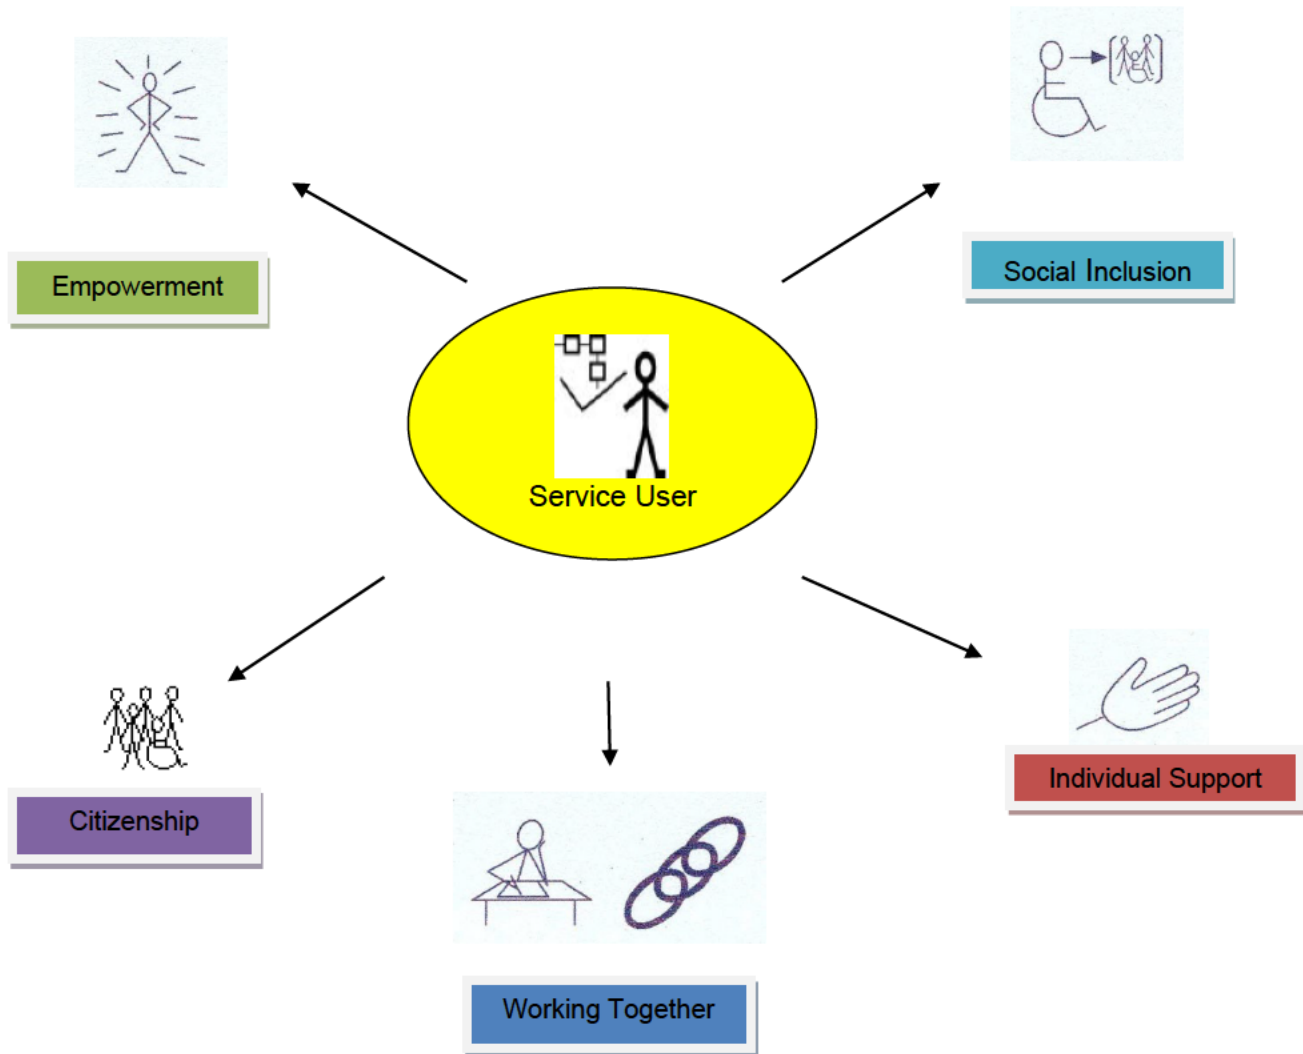 Empowerment
Social Inclusion
Service User
Citizenship
Individual Support
Working Together